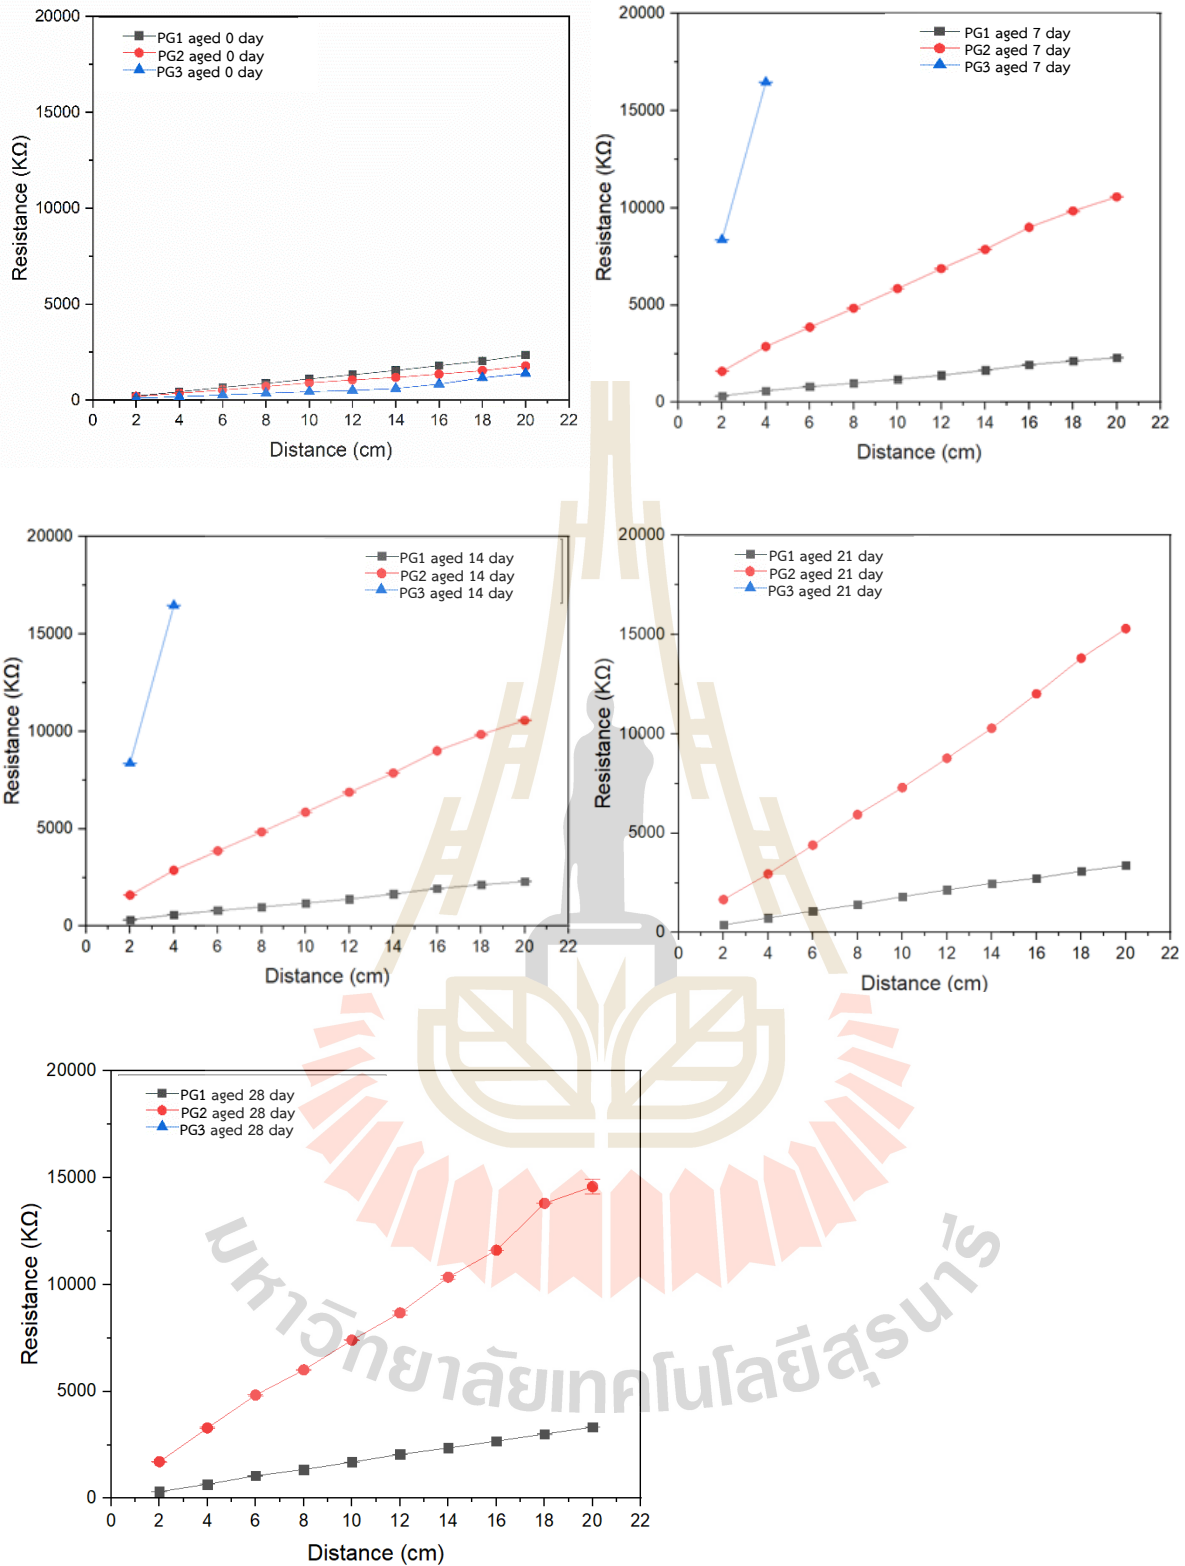 20000
15000
10000
5000
0
Resistance (KΩ)
PG1 aged 0 day
PG2 aged 0 day
PG3 aged 0 day
0 2 4 6 8 10 12 14 16 18 20 22
Distance (cm)
20000
15000
10000
5000
0
Resistance (KΩ)
PG1 aged 7 day
PG2 aged 7 day
PG3 aged 7 day
0 2 4 6 8 10 12 14 16 18 20 22
Distance (cm)
20000
15000
10000
5000
0
Resistance (KΩ)
PG1 aged 14 day
PG2 aged 14 day
PG3 aged 14 day
0 2 4 6 8 10 12 14 16 18 20 22
Distance (cm)
20000
15000
10000
5000
0
Resistance (KΩ)
PG1 aged 21 day
PG2 aged 21 day
PG3 aged 21 day
0 2 4 6 8 10 12 14 16 18 20 22
Distance (cm)
20000
15000
10000
5000
0
Resistance (KΩ)
PG1 aged 28 day
PG2 aged 28 day
PG3 aged 28 day
0 2 4 6 8 10 12 14 16 18 20 22
Distance (cm)
มหาวิทยาลัยเทคโนโลยีสุรนารี